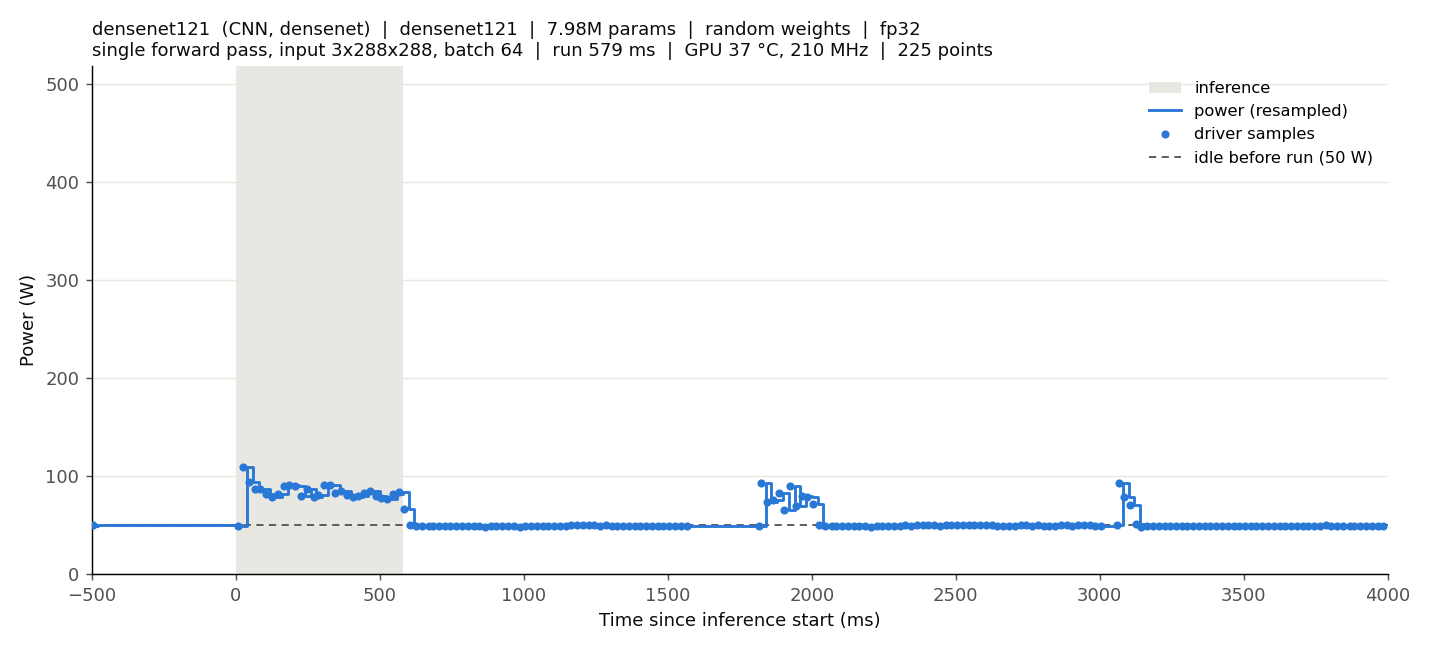 densenet121  (CNN, densenet)  |  densenet121  |  7.98M params  |  random weights  |  fp32
single forward pass, input 3x288x288, batch 64  |  run 579 ms  |  GPU 37 °C, 210 MHz  |  225 points
inference
power (resampled)
driver samples
idle before run (50 W)
Power (W)
500
400
300
200
100
0
−500
0
500
1000
1500
2000
2500
3000
3500
4000
Time since inference start (ms)